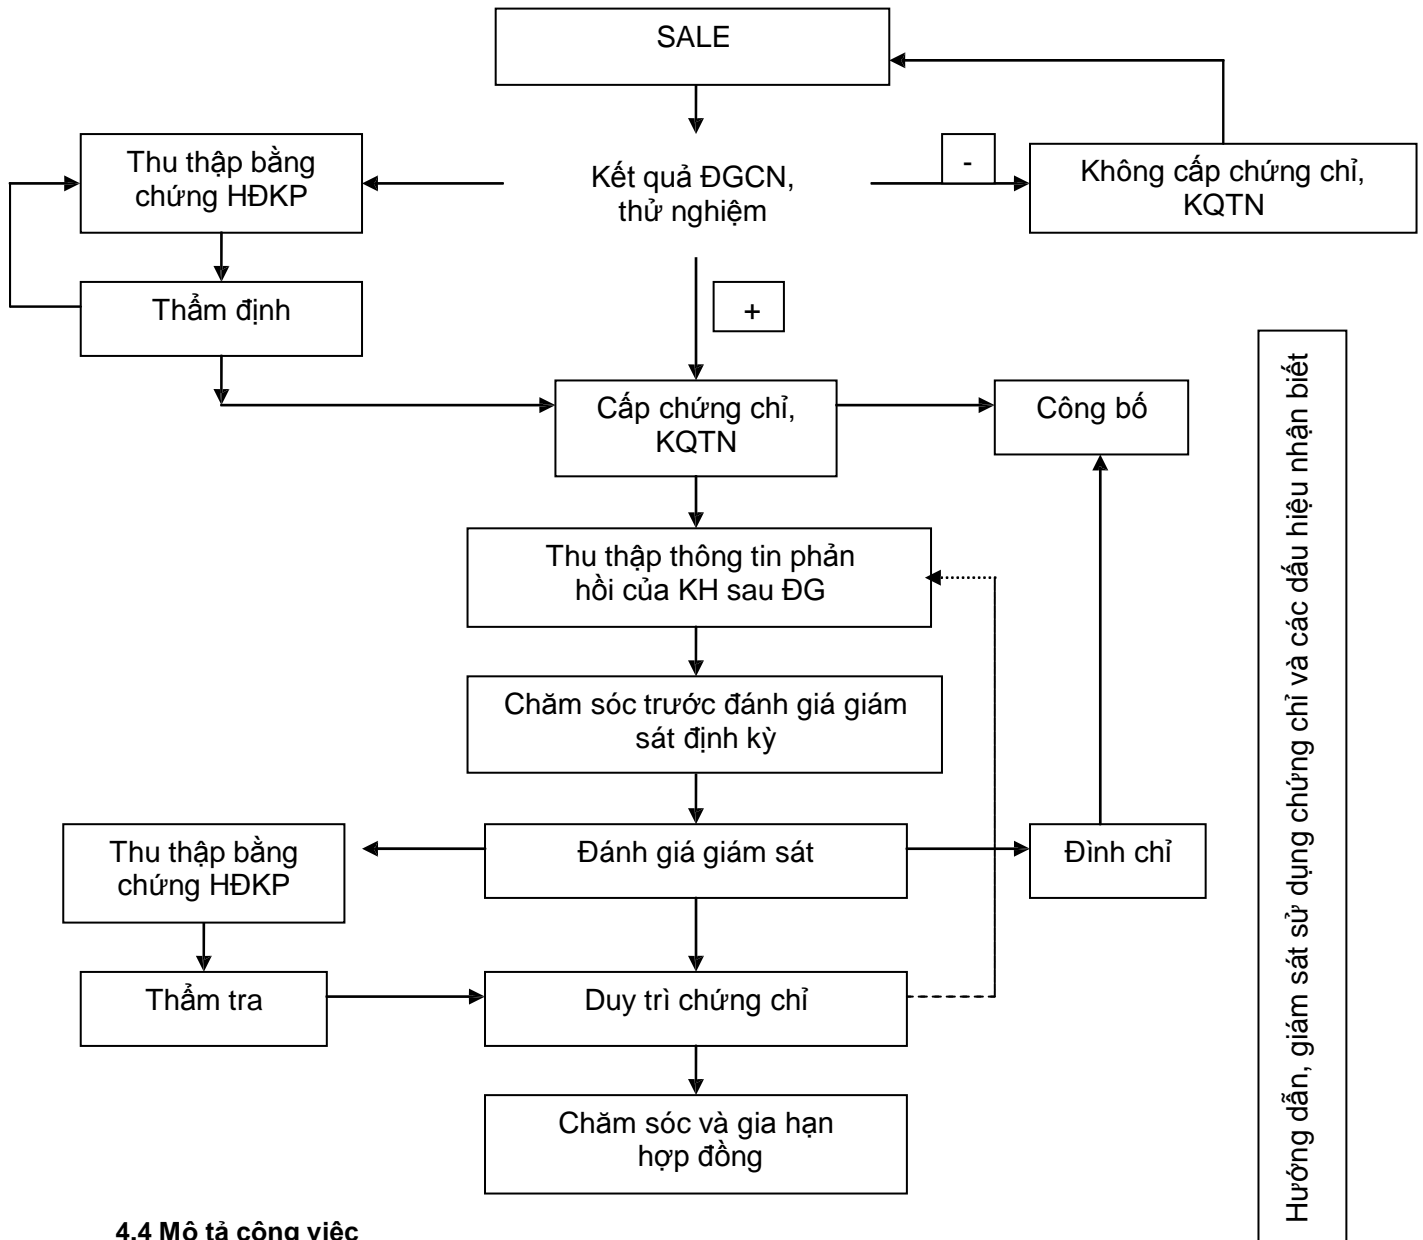 SALE
Thu thập bằng
chứng HĐKP
Kết quả ĐGCN,
thử nghiệm
-
Không cấp chứng chỉ,
KQTN
Thẩm định
+
Cấp chứng chỉ,
KQTN
Công bố
Thu thập thông tin phản
hồi của KH sau ĐG
Chăm sóc trước đánh giá giám
sát định kỳ
Thu thập bằng
chứng HĐKP
Đánh giá giám sát
Đình chỉ
Thẩm tra
Duy trì chứng chỉ
Chăm sóc và gia hạn
hợp đồng
Hướng dẫn, giám sát sử dụng chứng chỉ và các dấu hiệu nhận biết
4.4 Mô tả công việc